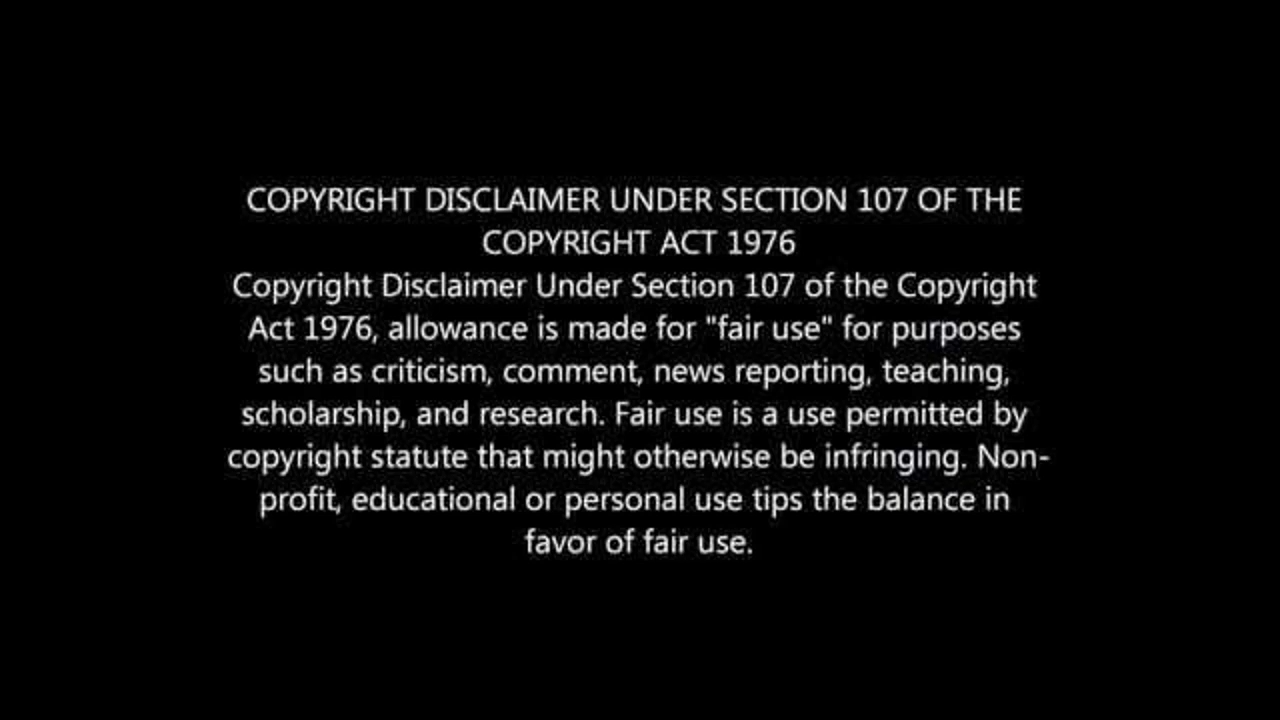 COPYRIGHT DISCLAIMER UNDER SECTION 107 OF THE
COPYRIGHT ACT 1976
Copyright Disclaimer Under Section 107 of the Copyright
Act 1976, allowance is made for "fair use" for purposes
such as criticism, comment, news reporting, teaching,
scholarship, and research. Fair use is a use permitted by
copyright statute that might otherwise be infringing. Non-
profit, educational or personal use tips the balance in
favor of fair use.